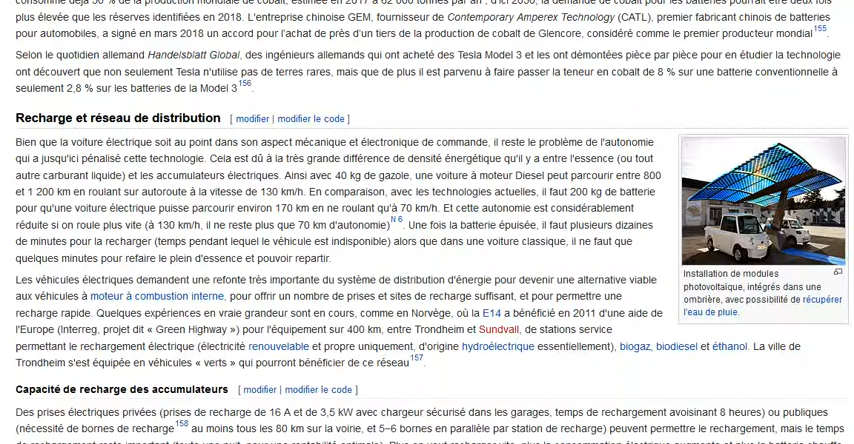 consomme déjà 50 % de la production mondiale de cobalt, estimée en 2017 à 62 000 tonnes par an , d'ici 2030, la demande de cobalt pour les batteries pourrait être deux fois
plus élevée que les réserves identifiées en 2018. L'entreprise chinoise GEM, fournisseur de Contemporary Amperex Technology (CATL), premier fabricant chinois de batteries
pour automobiles, a signé en mars 2018 un accord pour l'achat de près d'un tiers de la production de cobalt de Glencore, considéré comme le premier producteur mondial155.
Selon le quotidien allemand Handelsblatt Global, des ingénieurs allemands qui ont acheté des Tesla Model 3 et les ont démontées pièce par pièce pour en étudier la technologie
ont découvert que non seulement Tesla n'utilise pas de terres rares, mais que de plus il est parvenu à faire passer la teneur en cobalt de 8 % sur une batterie conventionnelle à
seulement 2,8 % sur les batteries de la Model 3156.
Recharge et réseau de distribution [ modifier | modifier le code ]
Bien que la voiture électrique soit au point dans son aspect mécanique et électronique de commande, il reste le problème de l'autonomie
qui a jusqu'ici pénalisé cette technologie. Cela est dû à la très grande différence de densité énergétique qu'il y a entre l'essence (ou tout
autre carburant liquide) et les accumulateurs électriques. Ainsi avec 40 kg de gazole, une voiture à moteur Diesel peut parcourir entre 800
et 1 200 km en roulant sur autoroute à la vitesse de 130 km/h. En comparaison, avec les technologies actuelles, il faut 200 kg de batterie
pour qu'une voiture électrique puisse parcourir environ 170 km en ne roulant qu'à 70 km/h. Et cette autonomie est considérablement
réduite si on roule plus vite (à 130 km/h, il ne reste plus que 70 km d'autonomie)N 6. Une fois la batterie épuisée, il faut plusieurs dizaines
de minutes pour la recharger (temps pendant lequel le véhicule est indisponible) alors que dans une voiture classique, il ne faut que
quelques minutes pour refaire le plein d'essence et pouvoir repartir.
Installation de modules
photovoltaïque, intégrés dans une
ombrière, avec possibilité de récupérer
l'eau de pluie.
Les véhicules électriques demandent une refonte très importante du système de distribution d'énergie pour devenir une alternative viable
aux véhicules à moteur à combustion interne, pour offrir un nombre de prises et sites de recharge suffisant, et pour permettre une
recharge rapide. Quelques expériences en vraie grandeur sont en cours, comme en Norvège, où la E14 a bénéficié en 2011 d'une aide de
l'Europe (Interreg, projet dit « Green Highway ») pour l'équipement sur 400 km, entre Trondheim et Sundvall, de stations service
permettant le rechargement électrique (électricité renouvelable et propre uniquement, d'origine hydroélectrique essentiellement), biogaz, biodiesel et éthanol. La ville de
Trondheim s'est équipée en véhicules « verts » qui pourront bénéficier de ce réseau157.
Capacité de recharge des accumulateurs [ modifier | modifier le code ]
Des prises électriques privées (prises de recharge de 16 A et de 3,5 kW avec chargeur sécurisé dans les garages, temps de rechargement avoisinant 8 heures) ou publiques
(nécessité de bornes de recharge158 au moins tous les 80 km sur la voirie, et 5–6 bornes en parallèle par station de recharge) peuvent permettre le rechargement, mais le temps